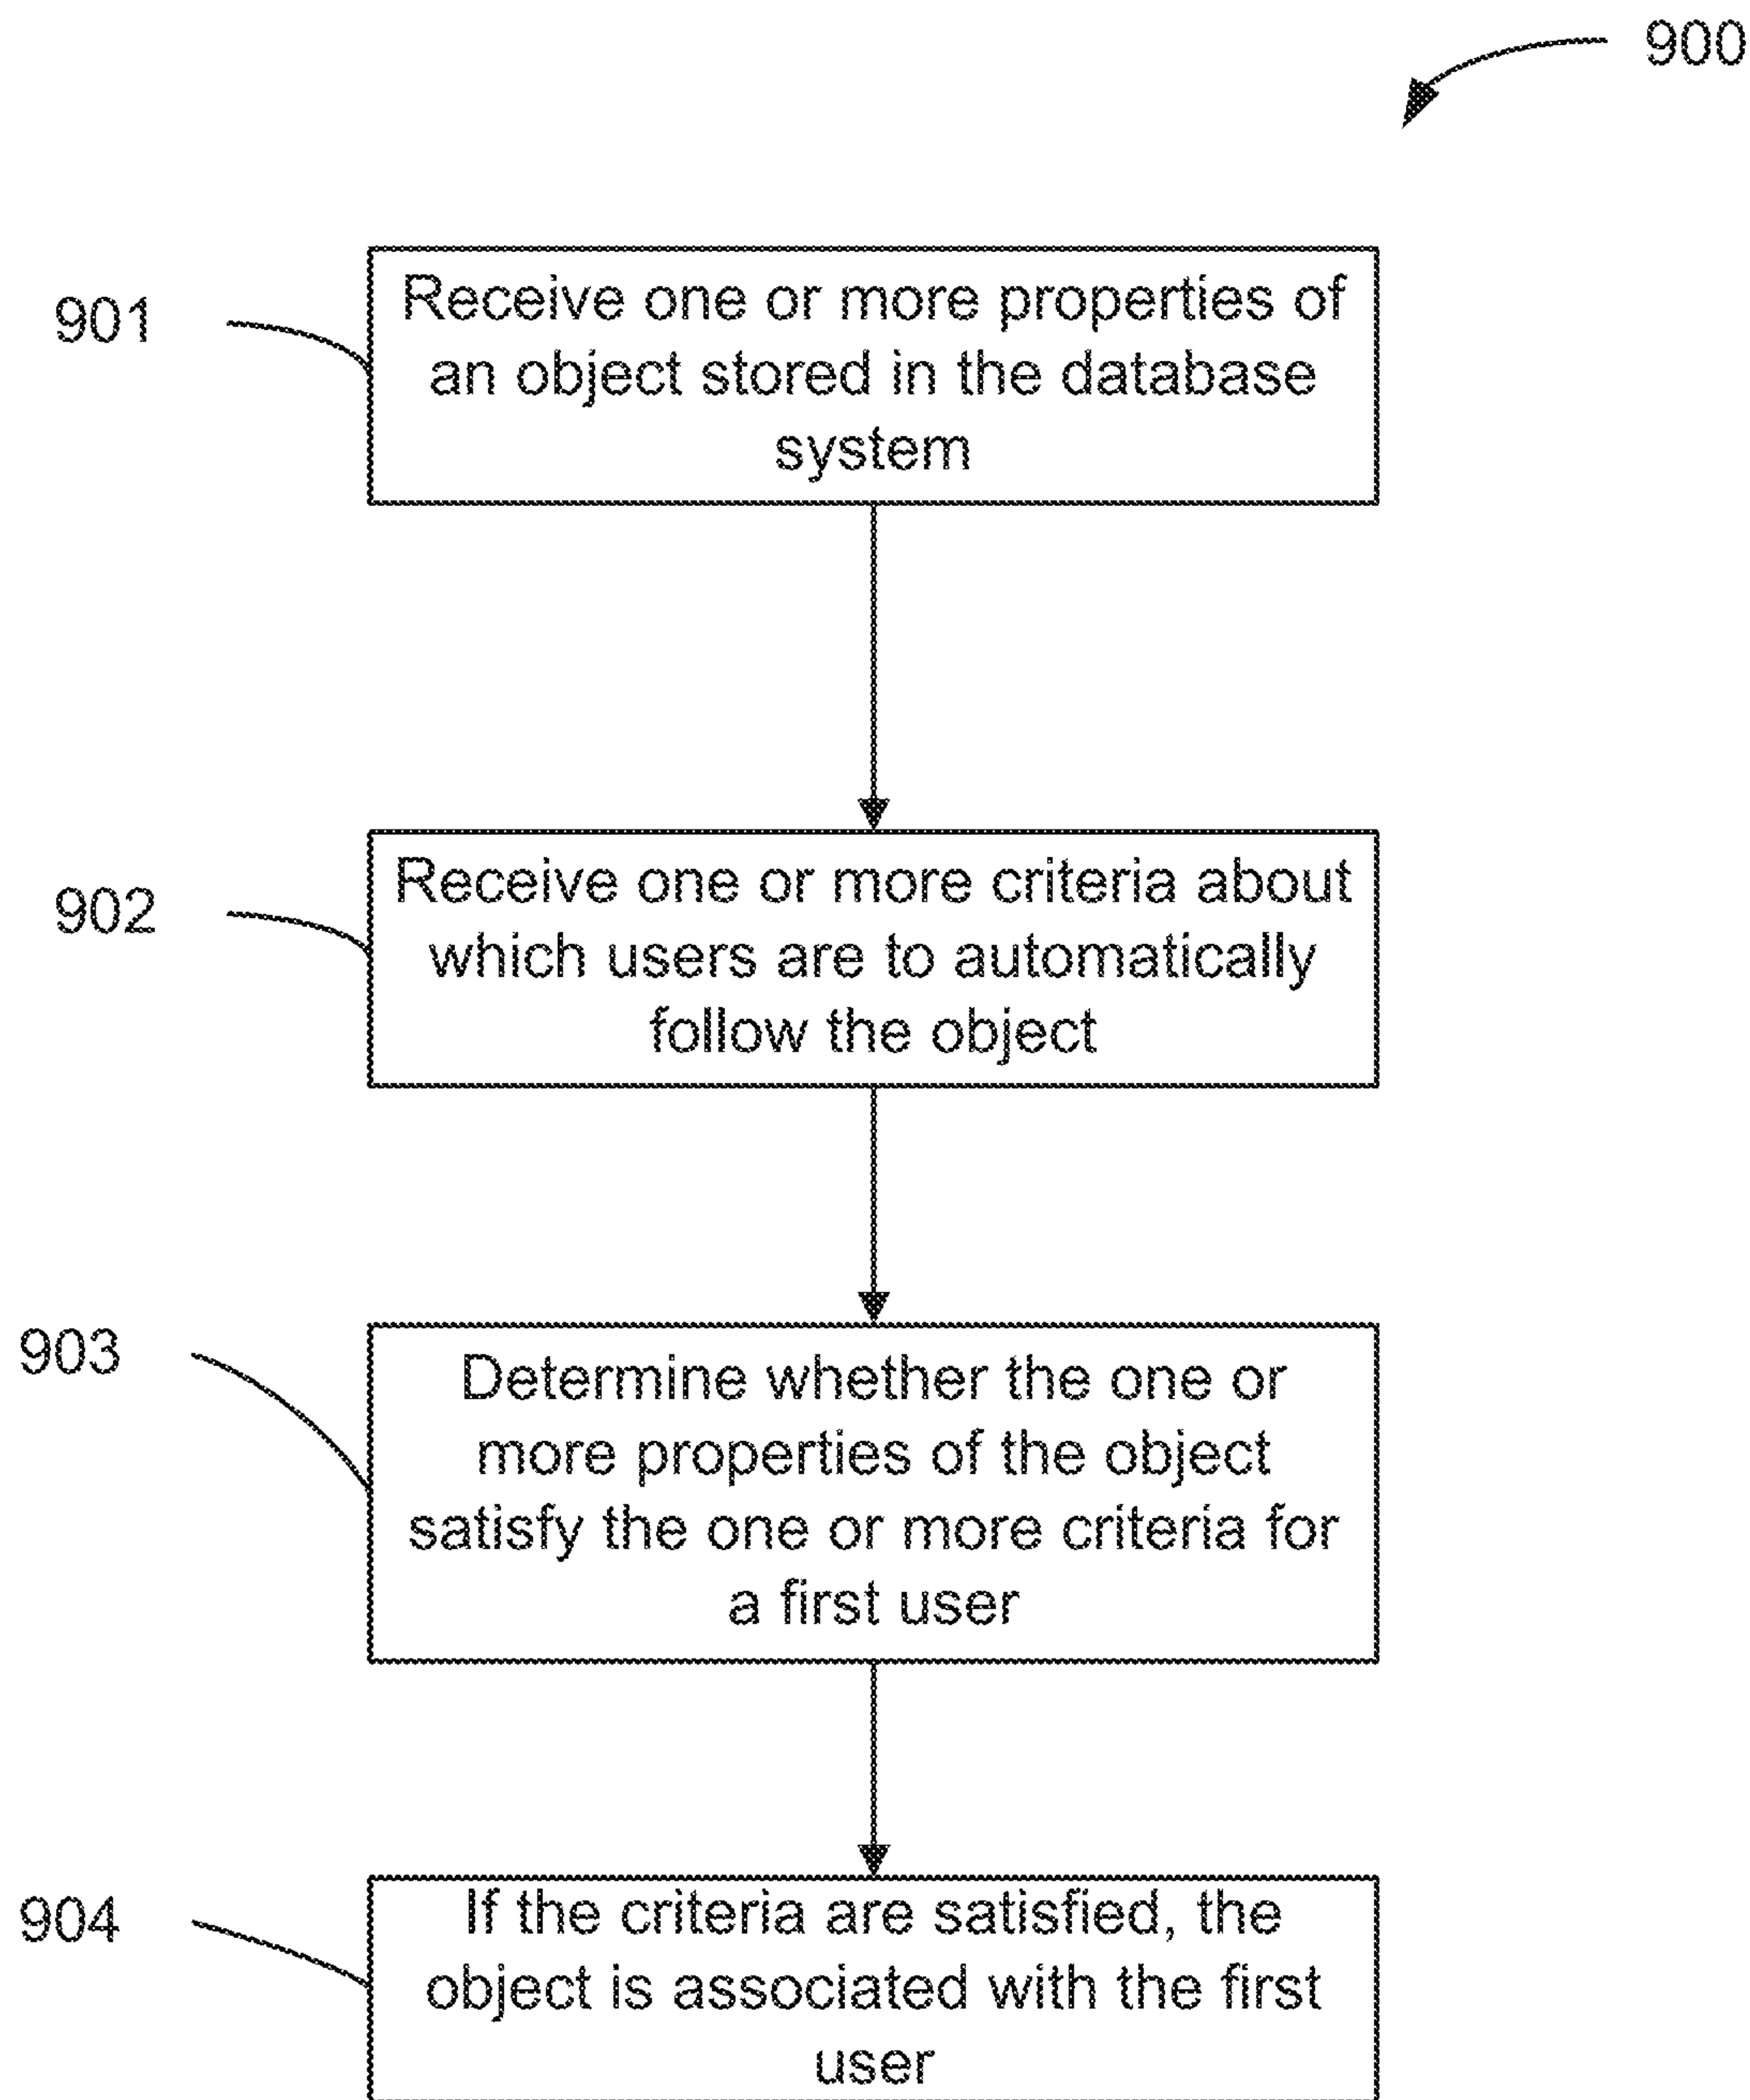 900
901
Receive one or more properties of
an object stored in the database
system
902
Receive one or more criteria about
which users are to automatically
follow the object
903
Determine whether the one or
more properties of the object
satisfy the one or more criteria for
a first user
904
If the criteria are satisfied, the
object is associated with the first
user